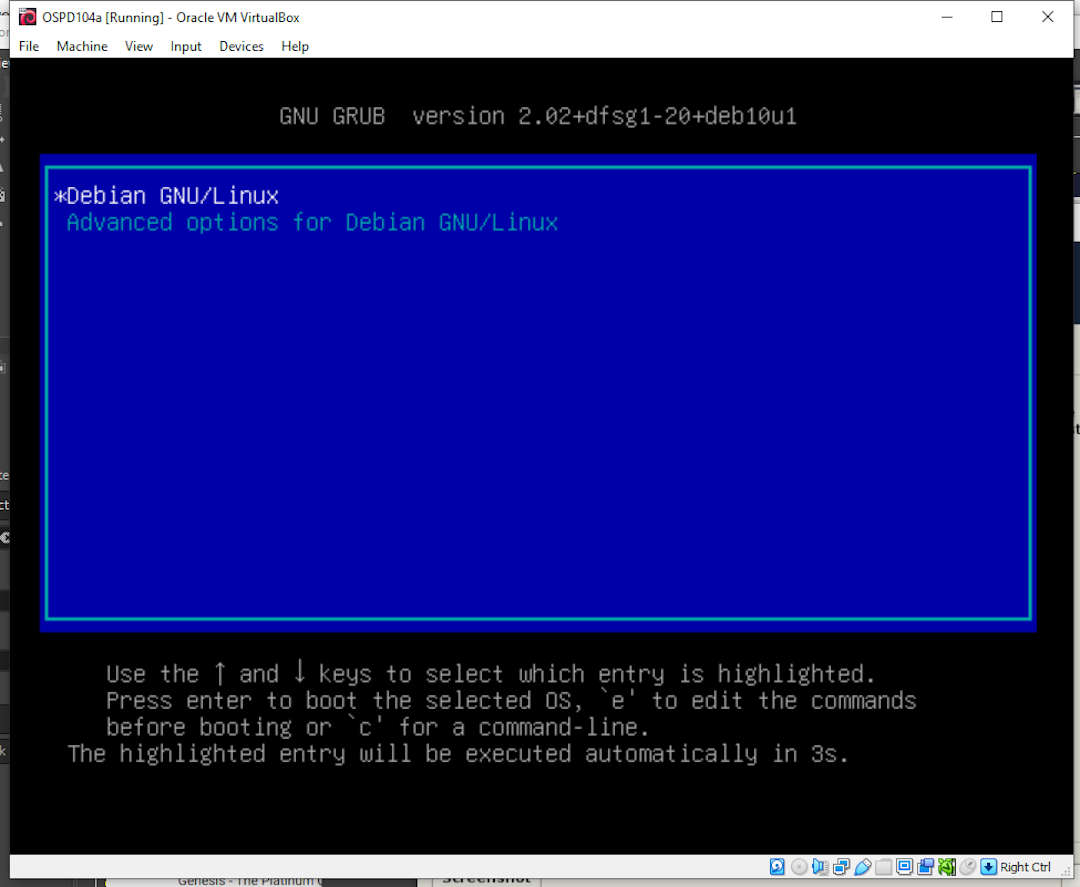 OSPD104a [Running] - Oracle VM VirtualBox
File Machine View Input Devices Help
GNU GRUB version 2.02+dfsg1-20+deb10u1
*Debian GNU/Linux
Advanced options for Debian GNU/Linux
Use the ↑ and ↓ keys to select which entry is highlighted.
Press enter to boot the selected OS, `e' to edit the commands
before booting or `c' for a command-line.
The highlighted entry will be executed automatically in 3s.
Right Ctrl
Genesis - The Platinum
Screenshot